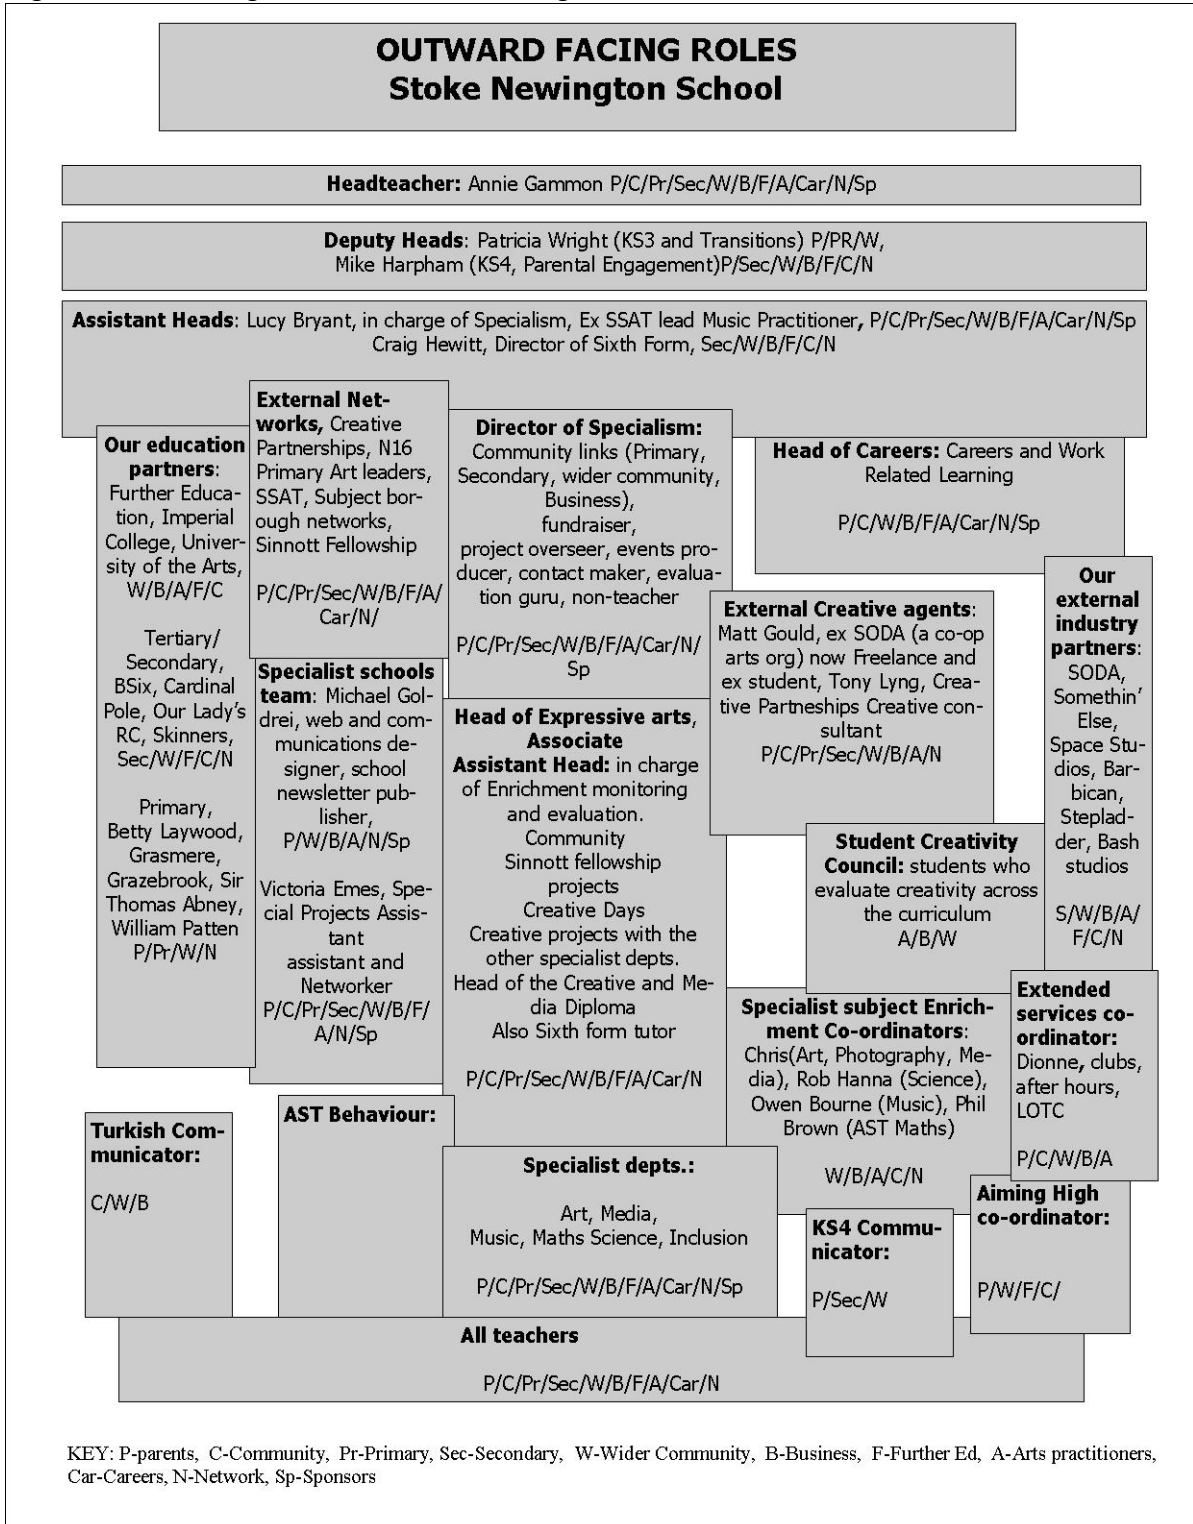 OUTWARD FACING ROLES
Stoke Newington School
Headteacher: Annie Gammon P/C/Pr/Sec/W/B/F/A/Car/N/Sp
Deputy Heads: Patricia Wright (KS3 and Transitions) P/PR/W,
Mike Harpham (KS4, Parental Engagement)P/Sec/W/B/F/C/N
Assistant Heads: Lucy Bryant, in charge of Specialism, Ex SSAT lead Music Practitioner, P/C/Pr/Sec/W/B/F/A/Car/N/Sp
Craig Hewitt, Director of Sixth Form, Sec/W/B/F/C/N
Our education
partners:
Further Educa-
tion, Imperial
College, Univer-
sity of the Arts,
W/B/A/F/C
Tertiary/
Secondary,
BSix, Cardinal
Pole, Our Lady's
RC, Skinners,
Sec/W/F/C/N
Primary,
Betty Laywood,
Grasmere,
Grazebrook, Sir
Thomas Abney,
William Patten
P/Pr/W/N
External Net-
works, Creative
Partnerships, N16
Primary Art leaders,
SSAT, Subject bor-
ough networks,
Sinnott Fellowship
P/C/Pr/Sec/W/B/F/A/
Car/N/
Specialist schools
team: Michael Gol-
drei, web and com-
munications de-
signer, school
newsletter pub-
lisher,
P/W/B/A/N/Sp
Victoria Emes, Spe-
cial Projects Assis-
tant
assistant and
Networker
P/C/Pr/Sec/W/B/F/
A/N/Sp
Director of Specialism:
Community links (Primary,
Secondary, wider community,
Business),
fundraiser,
project overseer, events pro-
ducer, contact maker, evalua-
tion guru, non-teacher
P/C/Pr/Sec/W/B/F/A/Car/N/
Sp
Head of Expressive arts,
Associate
Assistant Head: in charge
of Enrichment monitoring
and evaluation.
Community
Sinnott fellowship
projects
Creative Days
Creative projects with the
other specialist depts.
Head of the Creative and Me-
dia Diploma
Also Sixth form tutor
P/C/Pr/Sec/W/B/F/A/Car/N
Head of Careers: Careers and Work
Related Learning
P/C/W/B/F/A/Car/N/Sp
External Creative agents:
Matt Gould, ex SODA (a co-op
arts org) now Freelance and
ex student, Tony Lyng, Crea-
tive Partneships Creative con-
sultant
P/C/Pr/Sec/W/B/A/N
Our
external
industry
partners:
SODA,
Somethin'
Else,
Space Stu-
dios, Bar-
bican,
Steplad-
der, Bash
studios
S/W/B/A/
F/C/N
Student Creativity
Council: students who
evaluate creativity across
the curriculum
A/B/W
Specialist subject Enrich-
ment Co-ordinators:
Chris(Art, Photography, Me-
dia), Rob Hanna (Science),
Owen Bourne (Music), Phil
Brown (AST Maths)
W/B/A/C/N
Extended
services co-
ordinator:
Dionne, clubs,
after hours,
LOTC
P/C/W/B/A
Turkish Com-
municator:
C/W/B
AST Behaviour:
Specialist depts.:
Art, Media,
Music, Maths Science, Inclusion
P/C/Pr/Sec/W/B/F/A/Car/N/Sp
KS4 Commu-
nicator:
P/Sec/W
Aiming High
co-ordinator:
P/W/F/C/
All teachers
P/C/Pr/Sec/W/B/F/A/Car/N
KEY: P-parents, C-Community, Pr-Primary, Sec-Secondary, W-Wider Community, B-Business, F-Further Ed, A-Arts practitioners,
Car-Careers, N-Network, Sp-Sponsors